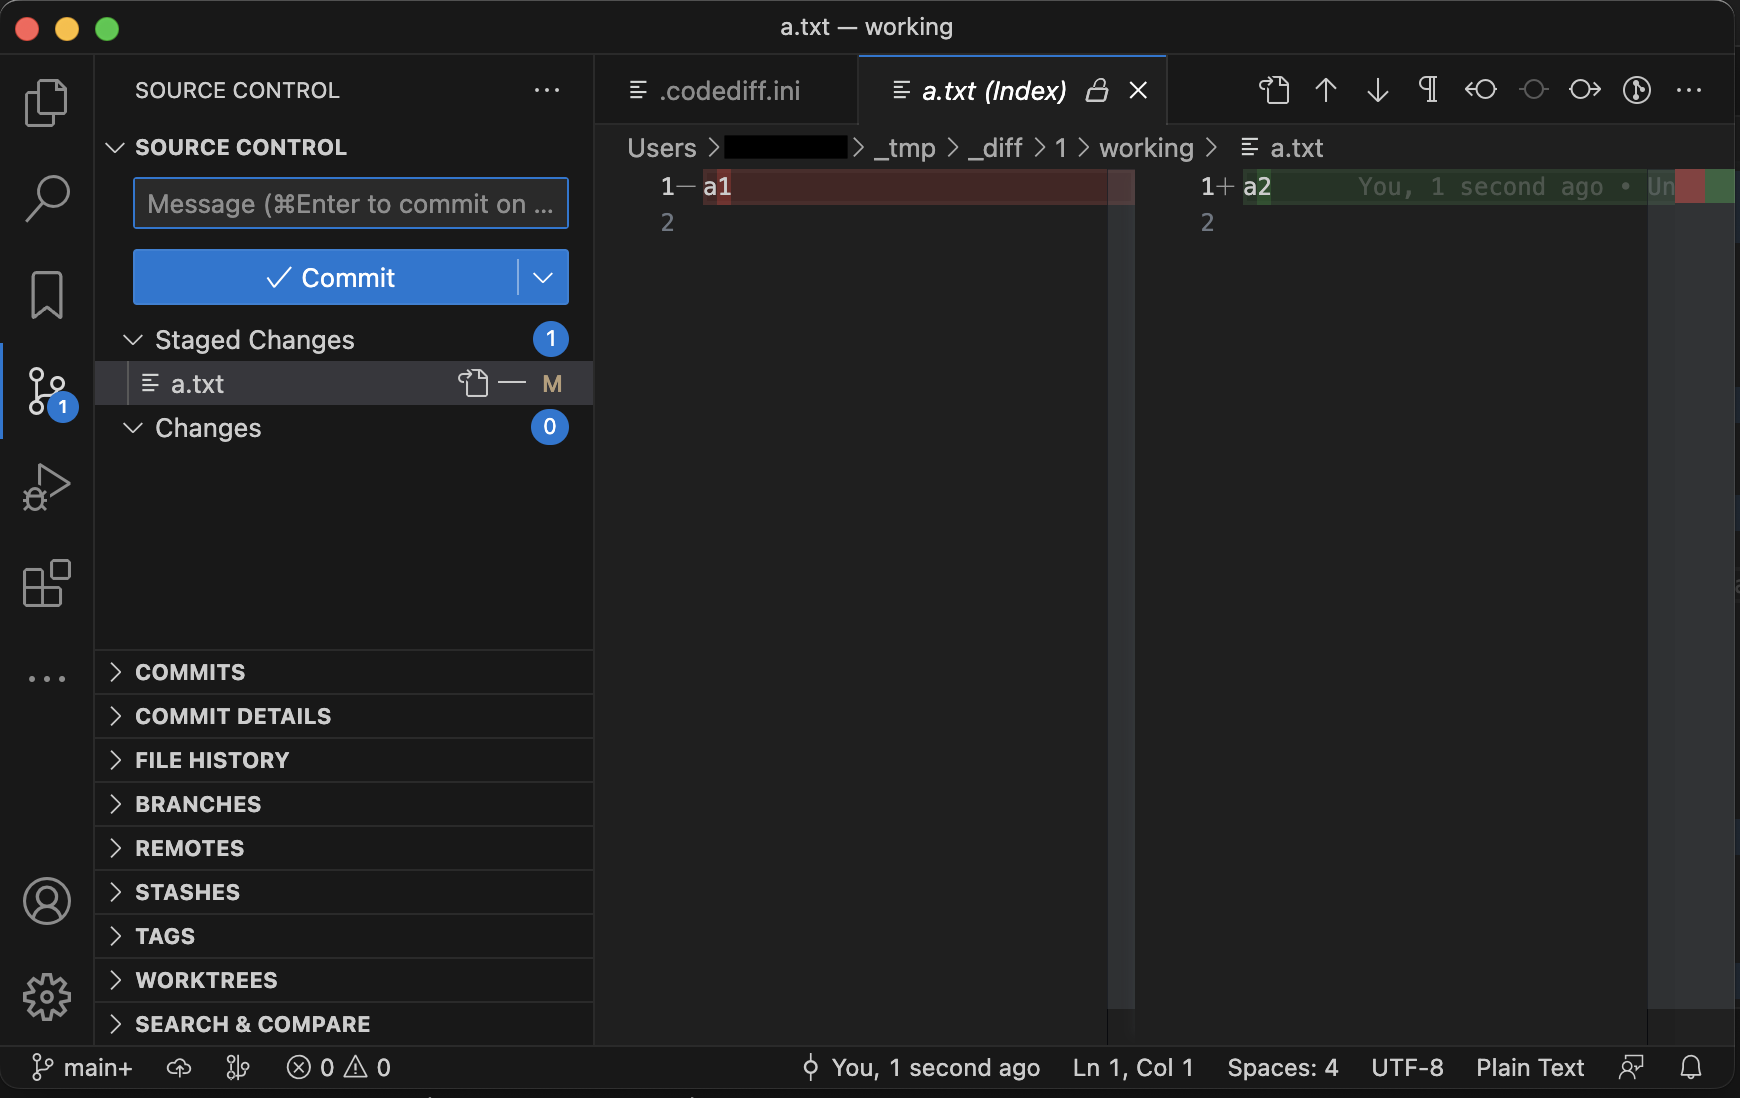 a.txt — working
SOURCE CONTROL
SOURCE CONTROL
Message (⌘Enter to commit on ...
Commit
Staged Changes 1
a.txt M
Changes 0
1
COMMITS
COMMIT DETAILS
FILE HISTORY
BRANCHES
REMOTES
STASHES
TAGS
WORKTREES
SEARCH & COMPARE
.codediff.ini
a.txt (Index)
Users > _tmp > _diff > 1 > working > a.txt
1— a1
2
1+ a2 You, 1 second ago • Un
2
main+ 0 0 You, 1 second ago Ln 1, Col 1 Spaces: 4 UTF-8 Plain Text